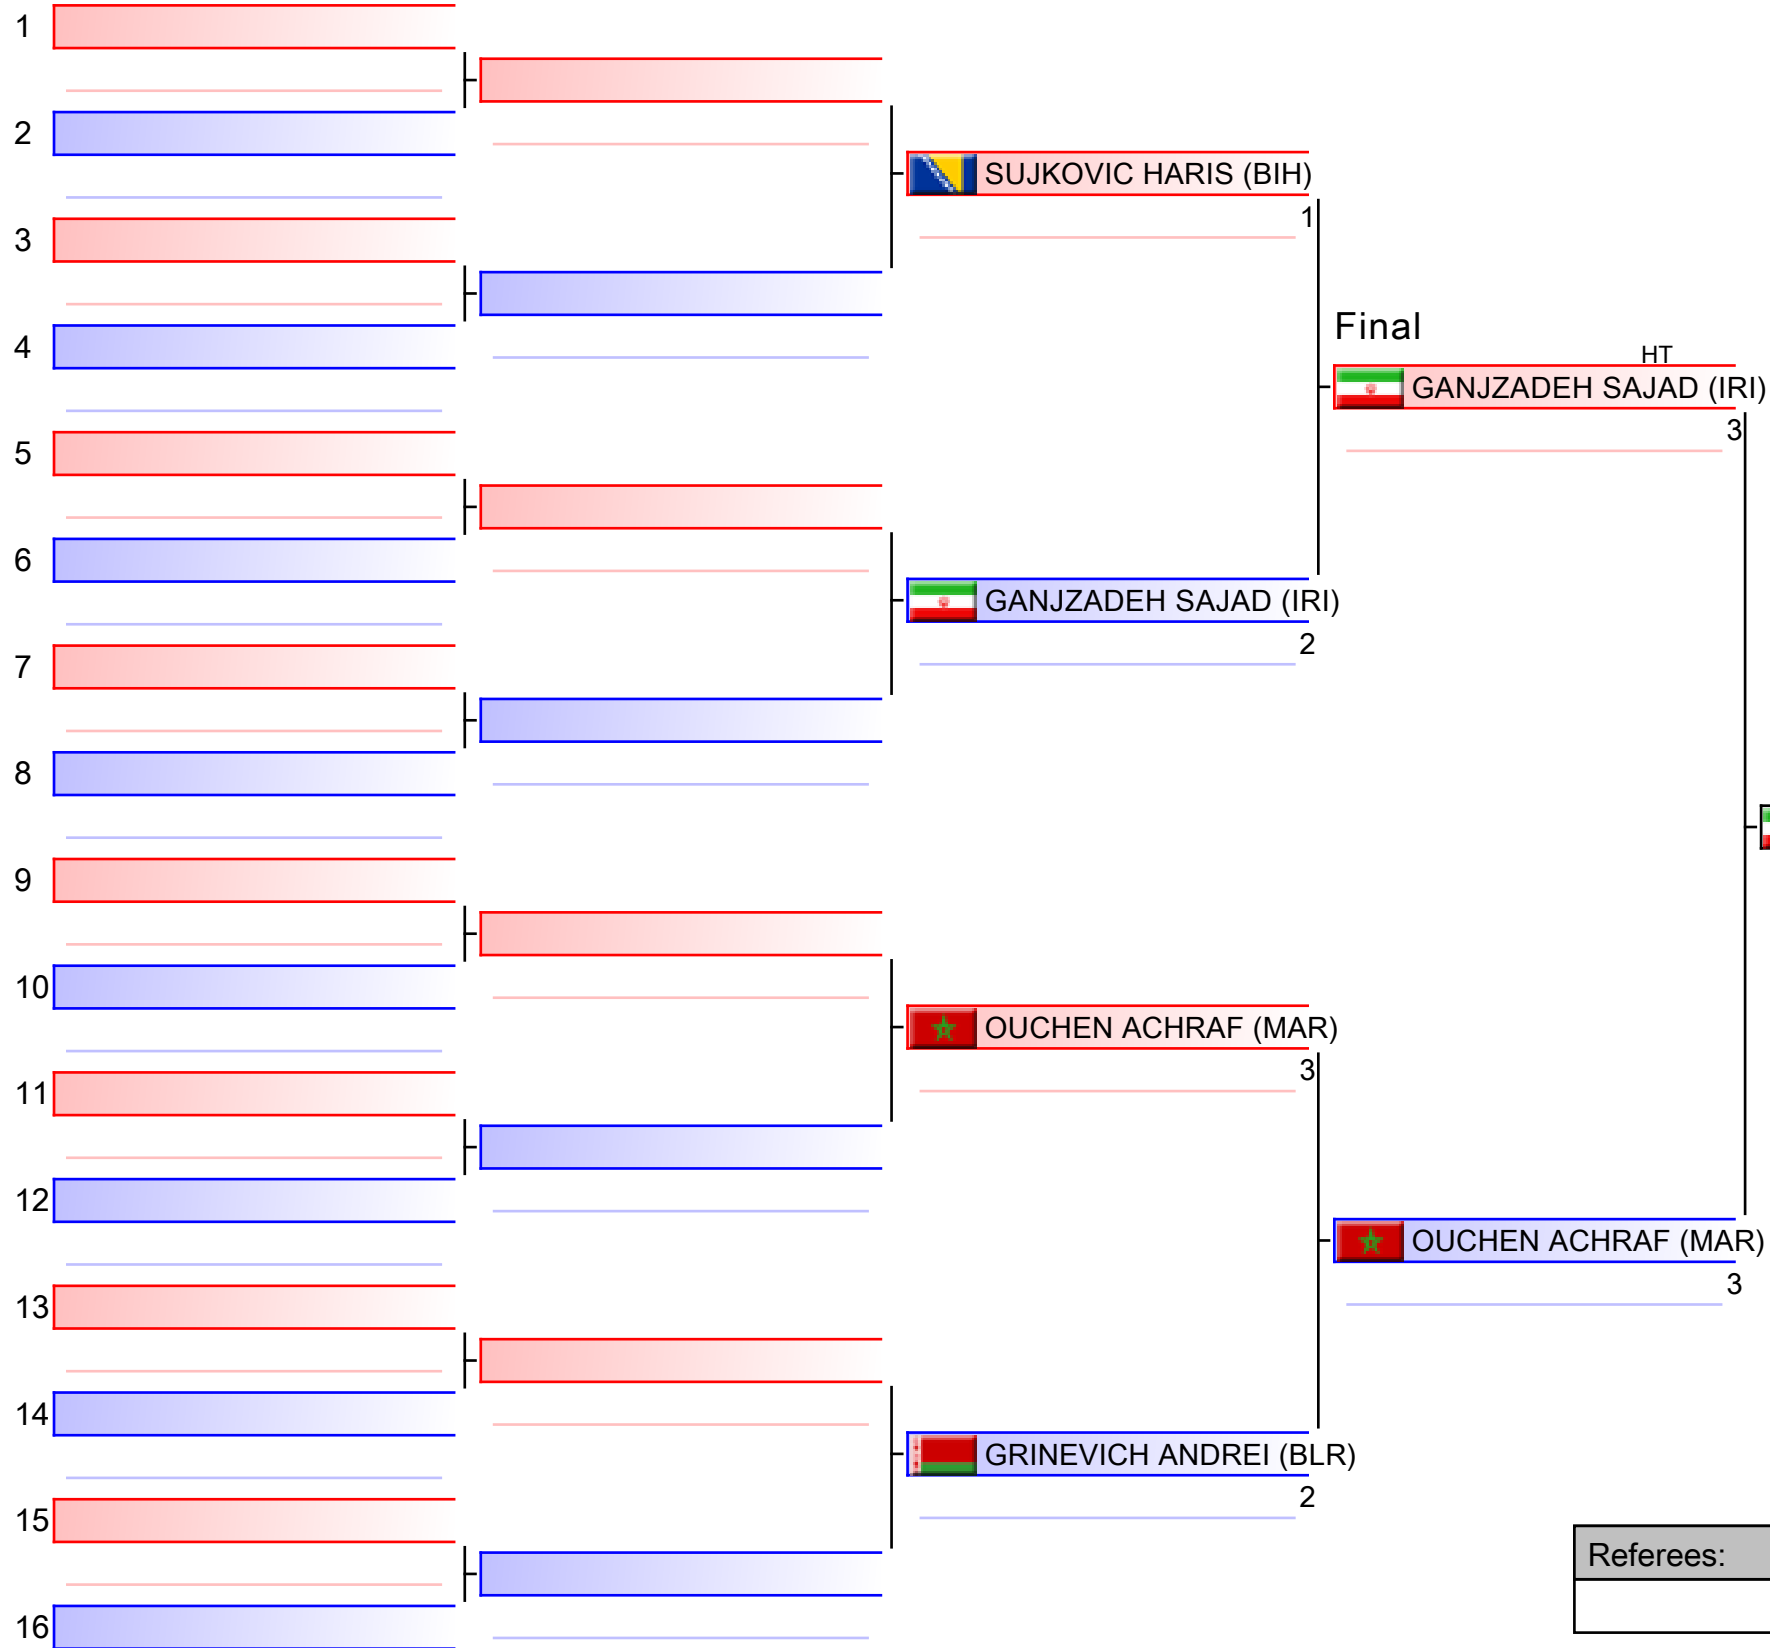 1
2
SUJKOVIC HARIS (BIH)
1
3
4
Final
HT
GANJZADEH SAJAD (IRI)
3
5
6
GANJZADEH SAJAD (IRI)
2
7
8
9
10
OUCHEN ACHRAF (MAR)
3
11
12
OUCHEN ACHRAF (MAR)
3
13
14
GRINEVICH ANDREI (BLR)
2
15
Referees:
16